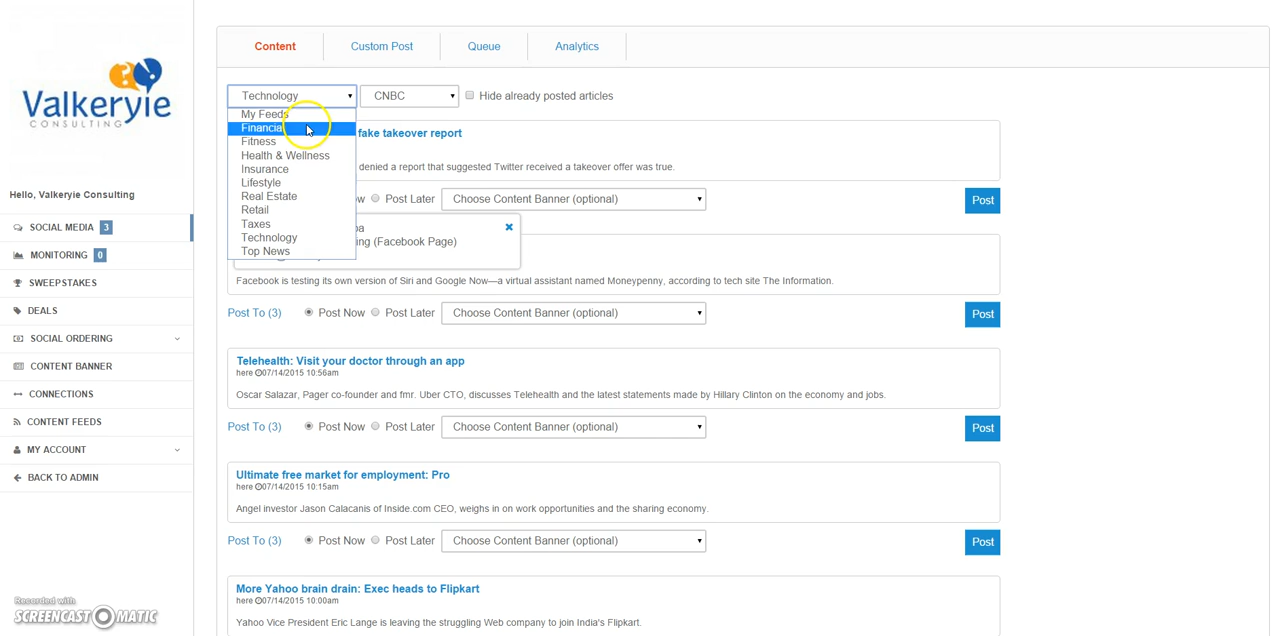 Valkeryie
CONSULTING
Hello, Valkeryie Consulting
SOCIAL MEDIA 3
MONITORING 0
SWEEPSTAKES
DEALS
SOCIAL ORDERING
CONTENT BANNER
CONNECTIONS
CONTENT FEEDS
MY ACCOUNT
BACK TO ADMIN
Recorded with
SCREENCAST MATIC
Content Custom Post Queue Analytics
Technology CNBC Hide already posted articles
My Feeds
Financial
Fitness
Health & Wellness
Insurance
Lifestyle
Real Estate
Retail
Taxes
Technology
Top News
fake takeover report
denied a report that suggested Twitter received a takeover offer was true.
Post Later Choose Content Banner (optional) Post
(Facebook Page)
Facebook is testing its own version of Siri and Google Now—a virtual assistant named Moneypenny, according to tech site The Information.
Post To (3) Post Now Post Later Choose Content Banner (optional) Post
Telehealth: Visit your doctor through an app
here 07/14/2015 10:56am
Oscar Salazar, Pager co-founder and fmr. Uber CTO, discusses Telehealth and the latest statements made by Hillary Clinton on the economy and jobs.
Post To (3) Post Now Post Later Choose Content Banner (optional) Post
Ultimate free market for employment: Pro
here 07/14/2015 10:15am
Angel investor Jason Calacanis of Inside.com CEO, weighs in on work opportunities and the sharing economy.
Post To (3) Post Now Post Later Choose Content Banner (optional) Post
More Yahoo brain drain: Exec heads to Flipkart
here 07/14/2015 10:00am
Yahoo Vice President Eric Lange is leaving the struggling Web company to join India's Flipkart.